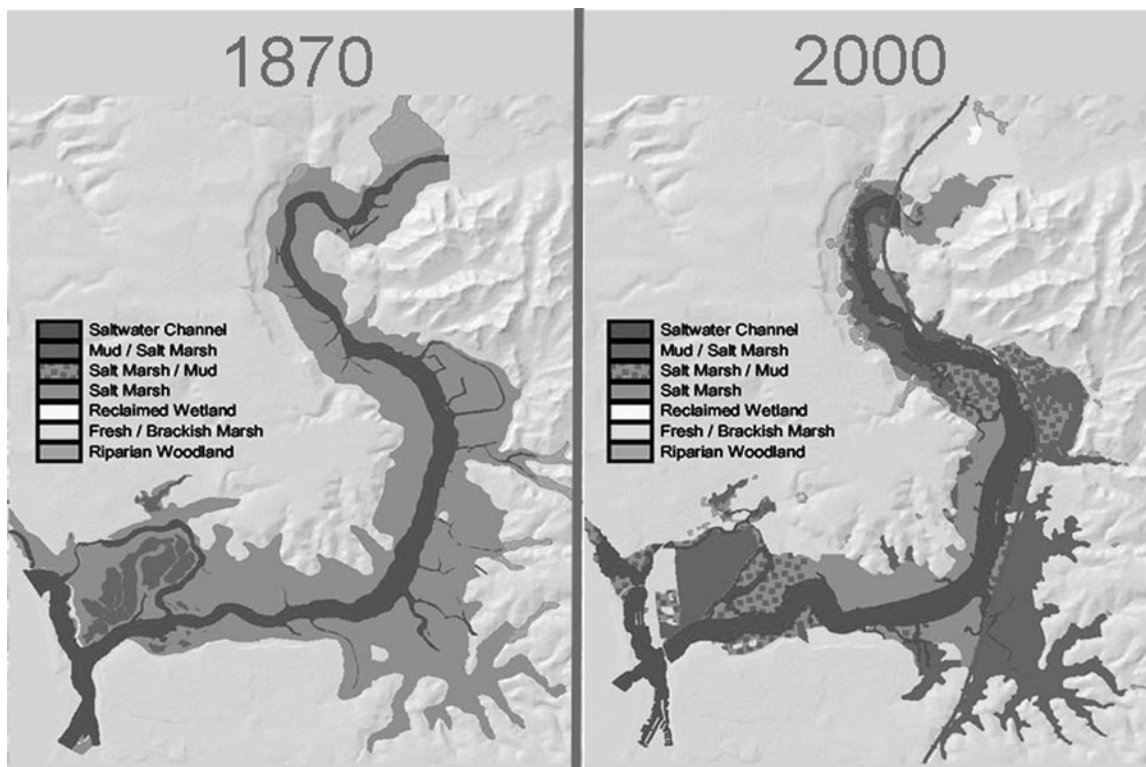 1870
Saltwater Channel
Mud / Salt Marsh
Salt Marsh / Mud
Salt Marsh
Reclaimed Wetland
Fresh / Brackish Marsh
Riparian Woodland
2000
Saltwater Channel
Mud / Salt Marsh
Salt Marsh / Mud
Salt Marsh
Reclaimed Wetland
Fresh / Brackish Marsh
Riparian Woodland